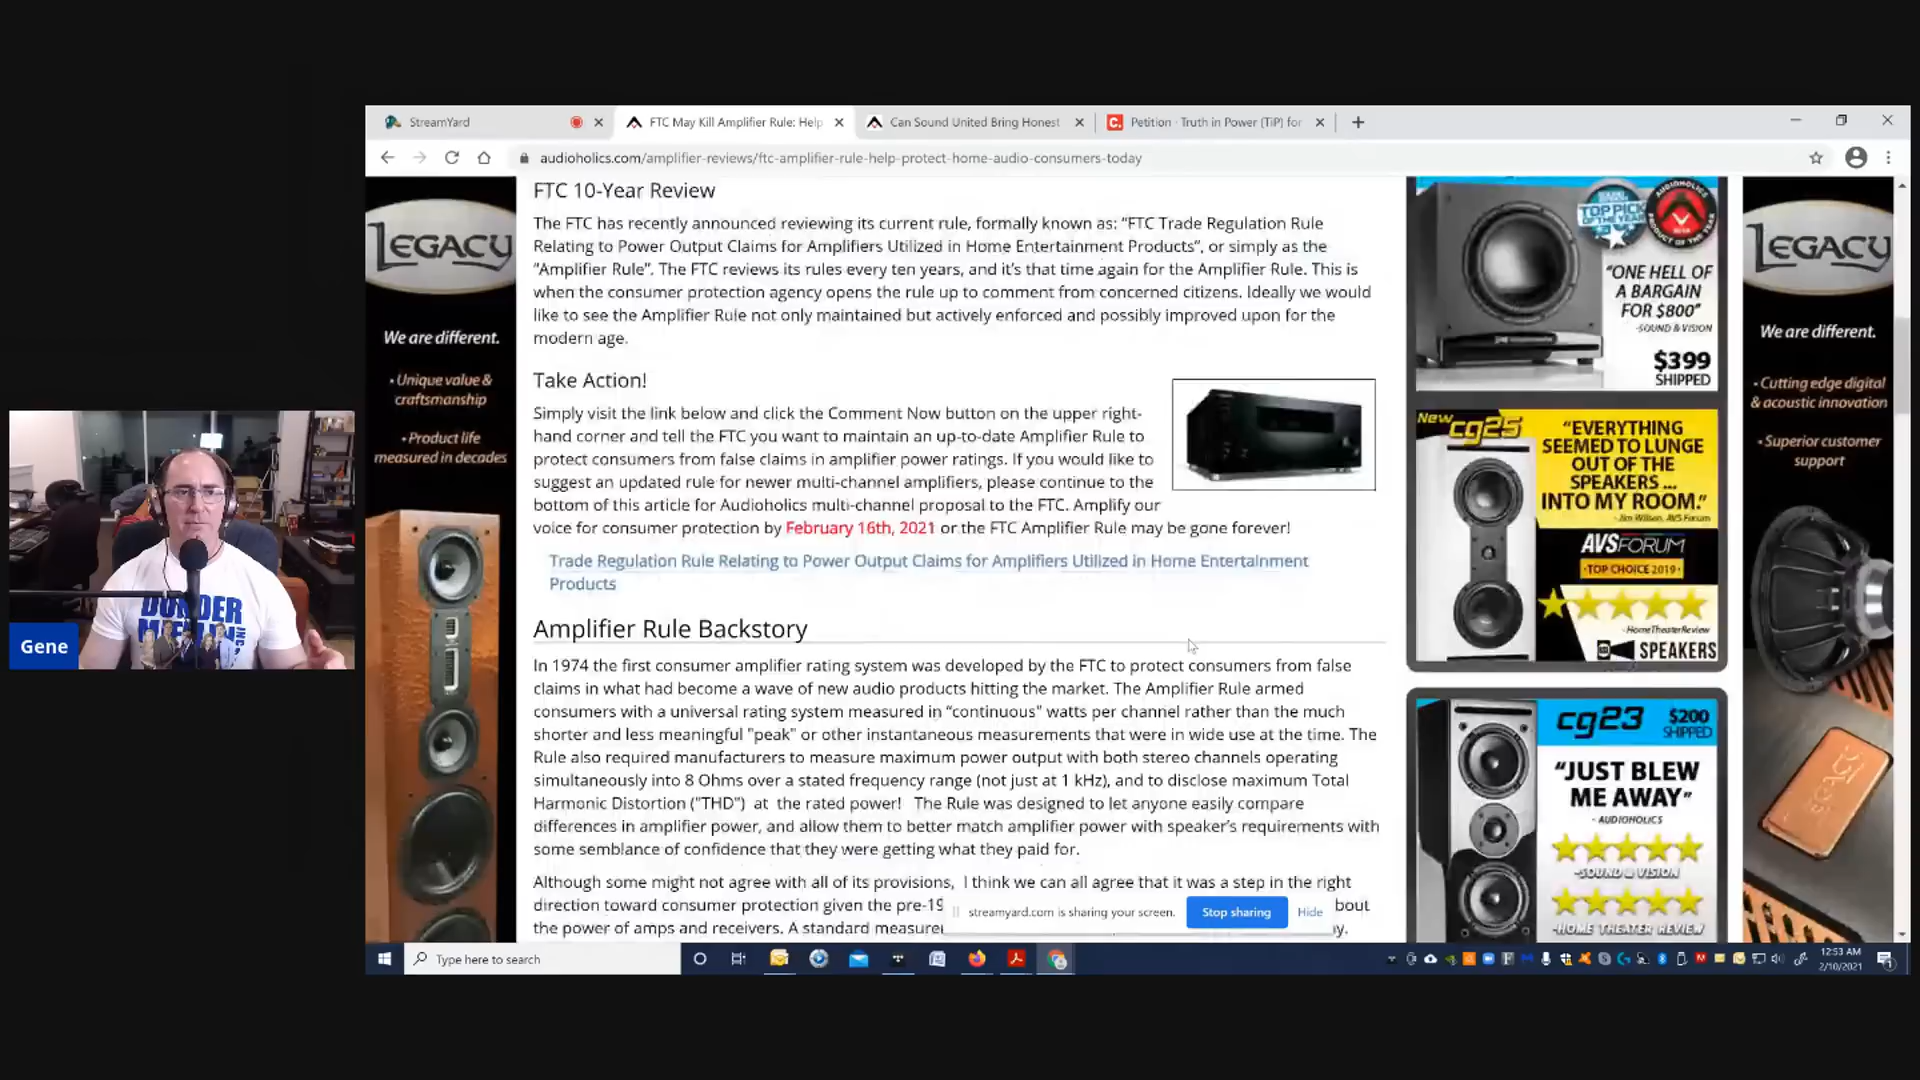 StreamYard
FTC May Kill Amplifier Rule: Help
Can Sound United Bring Honest
Petition · Truth in Power (TiP) for
audioholics.com/amplifier-reviews/ftc-amplifier-rule-help-protect-home-audio-consumers-today
LEGACY
We are different.
• Unique value &
craftsmanship
• Product life
measured in decades
Gene
FTC 10-Year Review
The FTC has recently announced reviewing its current rule, formally known as: “FTC Trade Regulation Rule
Relating to Power Output Claims for Amplifiers Utilized in Home Entertainment Products”, or simply as the
“Amplifier Rule”. The FTC reviews its rules every ten years, and it’s that time again for the Amplifier Rule. This is
when the consumer protection agency opens the rule up to comment from concerned citizens. Ideally we would
like to see the Amplifier Rule not only maintained but actively enforced and possibly improved upon for the
modern age.
Take Action!
Simply visit the link below and click the Comment Now button on the upper right-
hand corner and tell the FTC you want to maintain an up-to-date Amplifier Rule to
protect consumers from false claims in amplifier power ratings. If you would like to
suggest an updated rule for newer multi-channel amplifiers, please continue to the
bottom of this article for Audioholics multi-channel proposal to the FTC. Amplify our
voice for consumer protection by February 16th, 2021 or the FTC Amplifier Rule may be gone forever!
Trade Regulation Rule Relating to Power Output Claims for Amplifiers Utilized in Home Entertainment
Products
Amplifier Rule Backstory
In 1974 the first consumer amplifier rating system was developed by the FTC to protect consumers from false
claims in what had become a wave of new audio products hitting the market. The Amplifier Rule armed
consumers with a universal rating system measured in “continuous” watts per channel rather than the much
shorter and less meaningful "peak" or other instantaneous measurements that were in wide use at the time. The
Rule also required manufacturers to measure maximum power output with both stereo channels operating
simultaneously into 8 Ohms over a stated frequency range (not just at 1 kHz), and to disclose maximum Total
Harmonic Distortion ("THD") at the rated power! The Rule was designed to let anyone easily compare
differences in amplifier power, and allow them to better match amplifier power with speaker’s requirements with
some semblance of confidence that they were getting what they paid for.
Although some might not agree with all of its provisions, I think we can all agree that it was a step in the right
direction toward consumer protection given the pre-19
bout
the power of amps and receivers. A standard measure
y.
streamyard.com is sharing your screen.
Stop sharing
Hide
TOP PICK
OF THE YEAR
AUDIOHOLICS
PRODUCT OF THE YEAR
“ONE HELL OF
A BARGAIN
FOR $800”
-SOUND & VISION
$399
SHIPPED
New
cg25
“EVERYTHING
SEEMED TO LUNGE
OUT OF THE
SPEAKERS ...
INTO MY ROOM.”
- Jim Wilson, AVS Forum
AVSFORUM
·TOP CHOICE 2019·
- HomeTheaterReview
RSL SPEAKERS
cg23
$200
SHIPPED
“JUST BLEW
ME AWAY”
- AUDIOHOLICS
-SOUND & VISION
-HOME THEATER REVIEW
LEGACY
We are different.
• Cutting edge digital
& acoustic innovation
• Superior customer
support
Type here to search
12:53 AM
2/10/2021